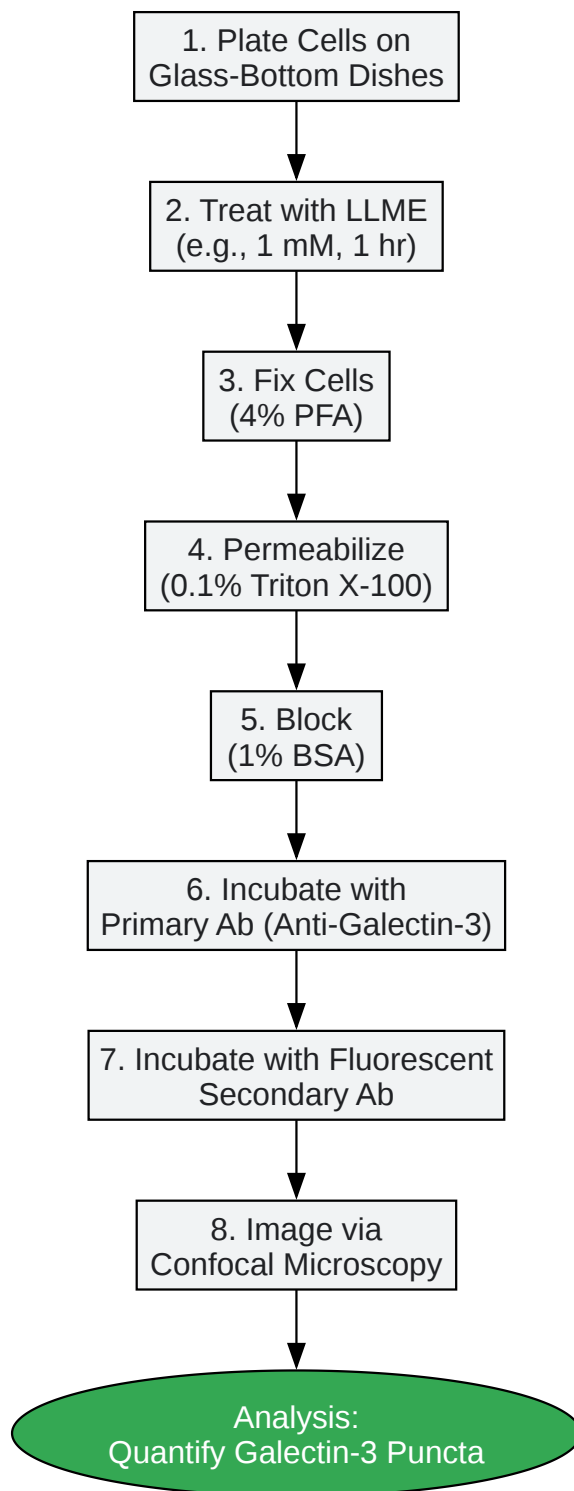 1. Plate Cells on
Glass-Bottom Dishes
2. Treat with LLME
(e.g., 1 mM, 1 hr)
3. Fix Cells
(4% PFA)
4. Permeabilize
(0.1% Triton X-100)
5. Block
(1% BSA)
6. Incubate with
Primary Ab (Anti-Galectin-3)
7. Incubate with Fluorescent
Secondary Ab
8. Image via
Confocal Microscopy
Analysis:
Quantify Galectin-3 Puncta